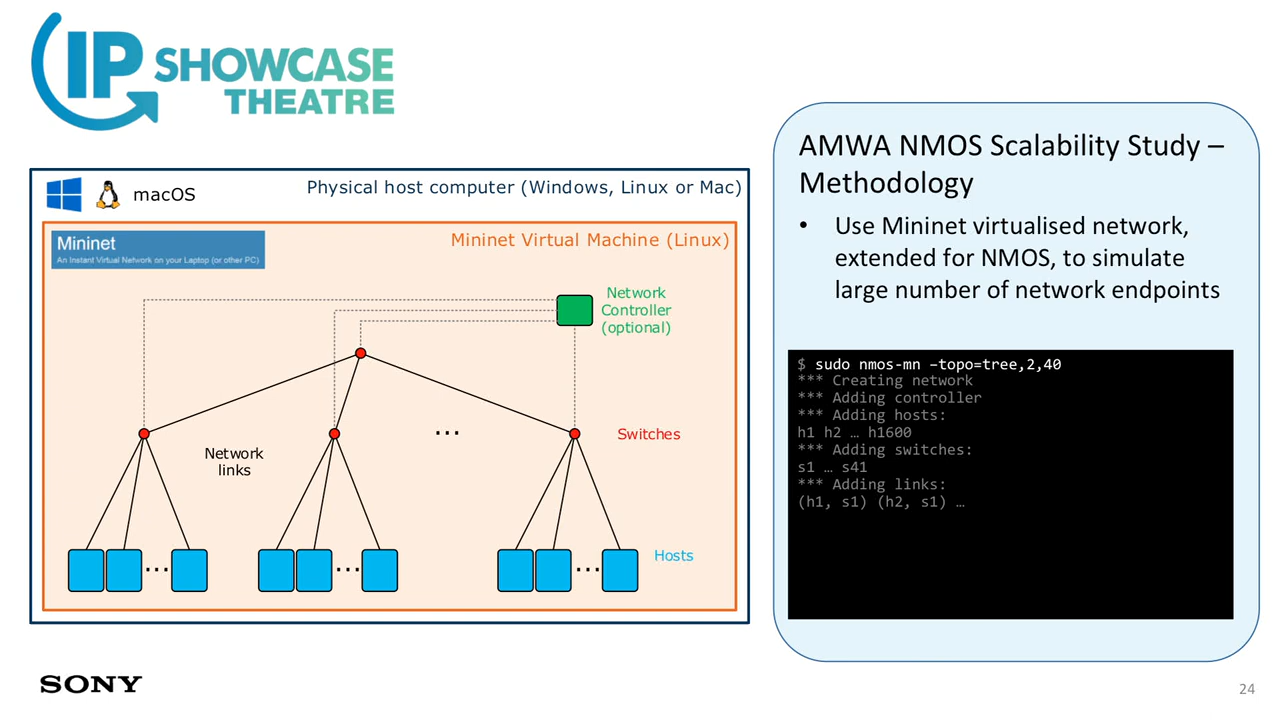 IP SHOWCASE
THEATRE
macOS
Physical host computer (Windows, Linux or Mac)
Mininet
An Instant Virtual Network on your Laptop (or other PC)
Mininet Virtual Machine (Linux)
Network
Controller
(optional)
Switches
...
Network
links
Hosts
...
...
...
AMWA NMOS Scalability Study –
Methodology
• Use Mininet virtualised network,
extended for NMOS, to simulate
large number of network endpoints
$ sudo nmos-mn –topo=tree,2,40
*** Creating network
*** Adding controller
*** Adding hosts:
h1 h2 … h1600
*** Adding switches:
s1 … s41
*** Adding links:
(h1, s1) (h2, s1) …
SONY
24